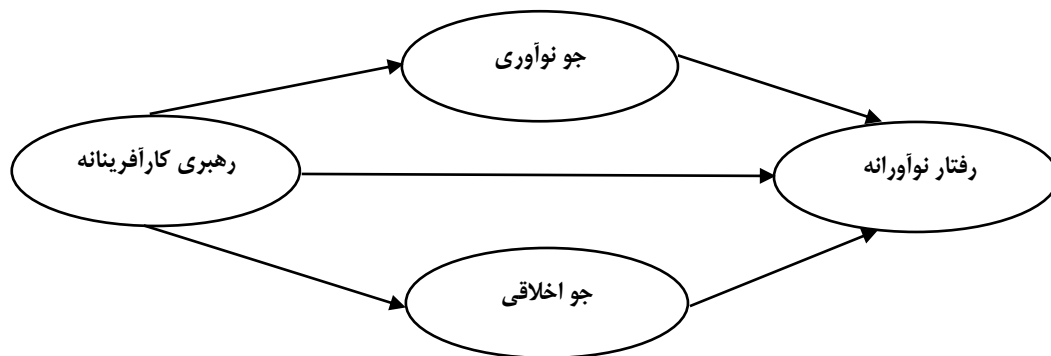 جو نوآوری
رهبری کارآفرینانه
رفتار نوآورانه
جو اخلاقی